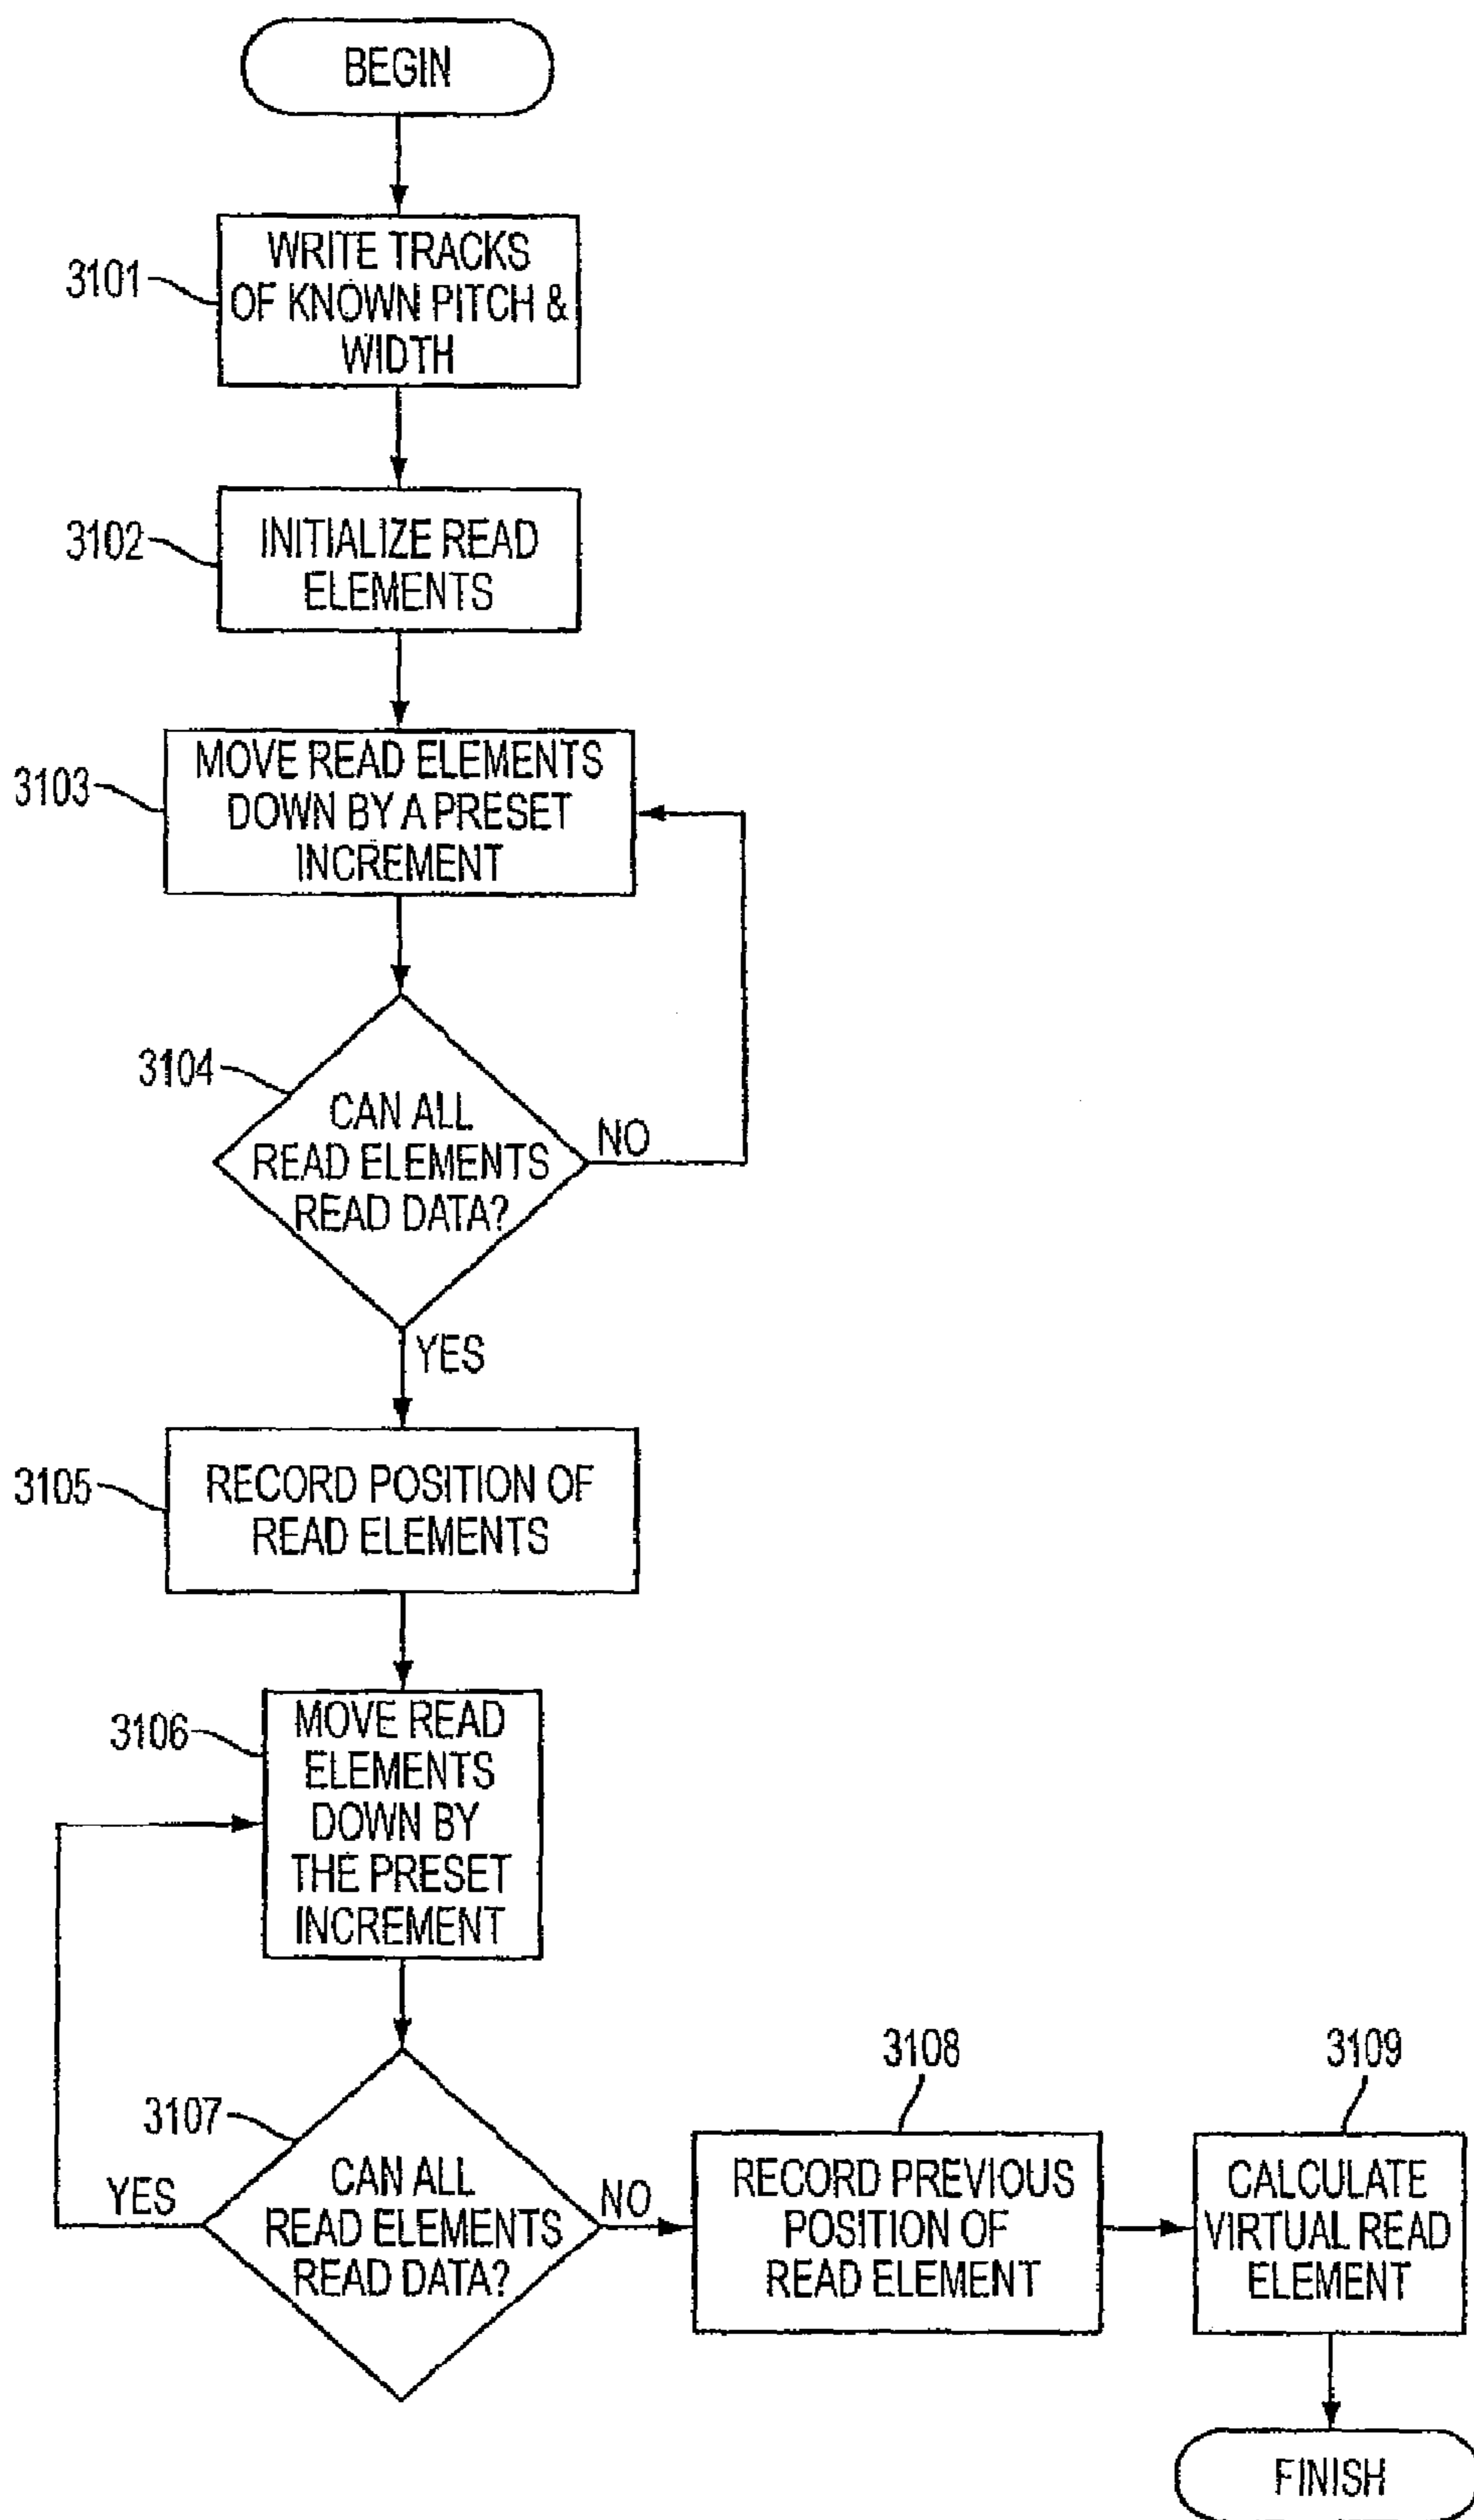 BEGIN
3101
WRITE TRACKS
OF KNOWN PITCH &
WIDTH
3102
INITIALIZE READ
ELEMENTS
3103
MOVE READ ELEMENTS
DOWN BY A PRESET
INCREMENT
3104
CAN ALL
READ ELEMENTS
READ DATA?
NO
YES
3105
RECORD POSITION OF
READ ELEMENTS
3106
MOVE READ
ELEMENTS
DOWN BY
THE PRESET
INCREMENT
3107
CAN ALL
READ ELEMENTS
READ DATA?
YES
NO
3108
RECORD PREVIOUS
POSITION OF
READ ELEMENT
3109
CALCULATE
VIRTUAL READ
ELEMENT
FINISH